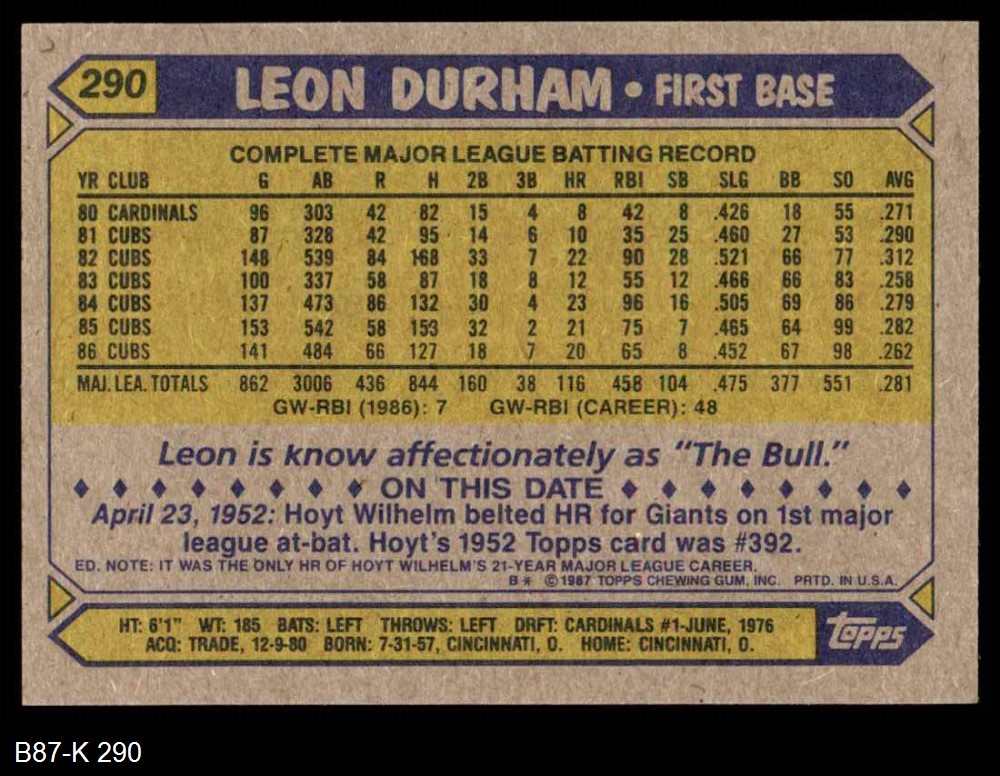 290 LEON DURHAM • FIRST BASE
COMPLETE MAJOR LEAGUE BATTING RECORD
YR CLUB G AB R H 2B 3B HR RBI SB SLG BB SO AVG
80 CARDINALS 96 303 42 82 15 4 8 42 8 .426 18 55 .271
81 CUBS 87 328 42 95 14 6 10 35 25 .460 27 53 .290
82 CUBS 148 539 84 168 33 7 22 90 28 .521 66 77 .312
83 CUBS 100 337 58 87 18 8 12 55 12 .466 66 83 .258
84 CUBS 137 473 86 132 30 4 23 96 16 .505 69 86 .279
85 CUBS 153 542 58 153 32 2 21 75 7 .465 64 99 .282
86 CUBS 141 484 66 127 18 7 20 65 8 .452 67 98 .262
MAJ. LEA. TOTALS 862 3006 436 844 160 38 116 458 104 .475 377 551 .281
GW-RBI (1986): 7 GW-RBI (CAREER): 48
Leon is know affectionately as "The Bull."
ON THIS DATE
April 23, 1952: Hoyt Wilhelm belted HR for Giants on 1st major
league at-bat. Hoyt's 1952 Topps card was #392.
ED. NOTE: IT WAS THE ONLY HR OF HOYT WILHELM'S 21-YEAR MAJOR LEAGUE CAREER.
B* © 1987 TOPPS CHEWING GUM, INC. PRTD. IN U.S.A.
HT: 6'1" WT: 185 BATS: LEFT THROWS: LEFT DRFT: CARDINALS #1-JUNE, 1976
ACQ: TRADE, 12-9-80 BORN: 7-31-57, CINCINNATI, O. HOME: CINCINNATI, O.
topps
B87-K 290